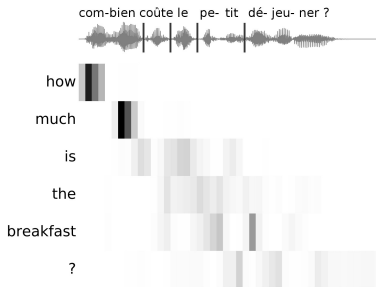 com-bien coûte le pe- tit dé- jeu- ner ?
how
much
is
the
breakfast
?